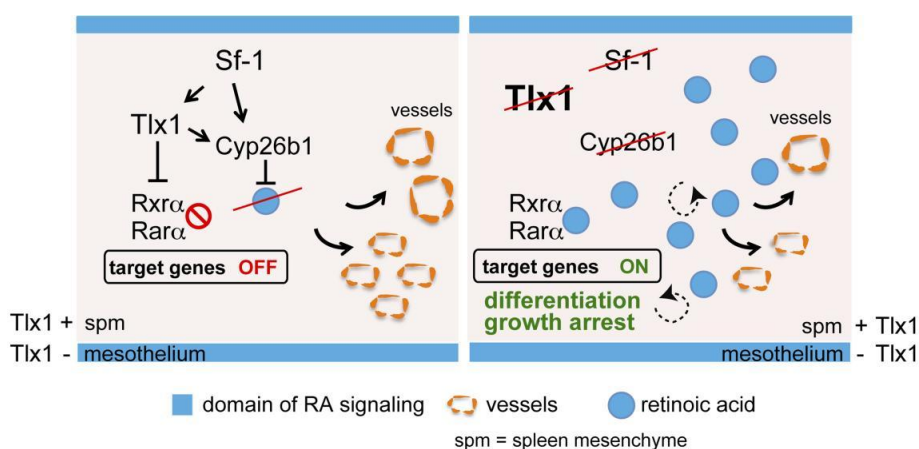 Sf-1
vessels
Tlx1
Cyp26b1
Rxrα
Rarα
target genes OFF
Tlx1 + spm
Tlx1 - mesothelium
Sf-1
Tlx1
vessels
Cyp26b1
Rxrα
Rarα
target genes ON
differentiation
growth arrest
spm + Tlx1
mesothelium - Tlx1
domain of RA signaling
vessels
retinoic acid
spm = spleen mesenchyme